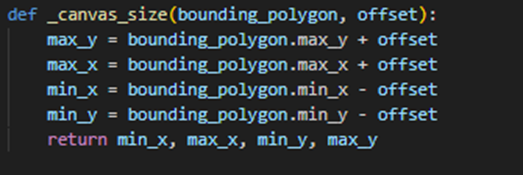 def _canvas_size(bounding_polygon, offset):
    max_y = bounding_polygon.max_y + offset
    max_x = bounding_polygon.max_x + offset
    min_x = bounding_polygon.min_x - offset
    min_y = bounding_polygon.min_y - offset
    return min_x, max_x, min_y, max_y